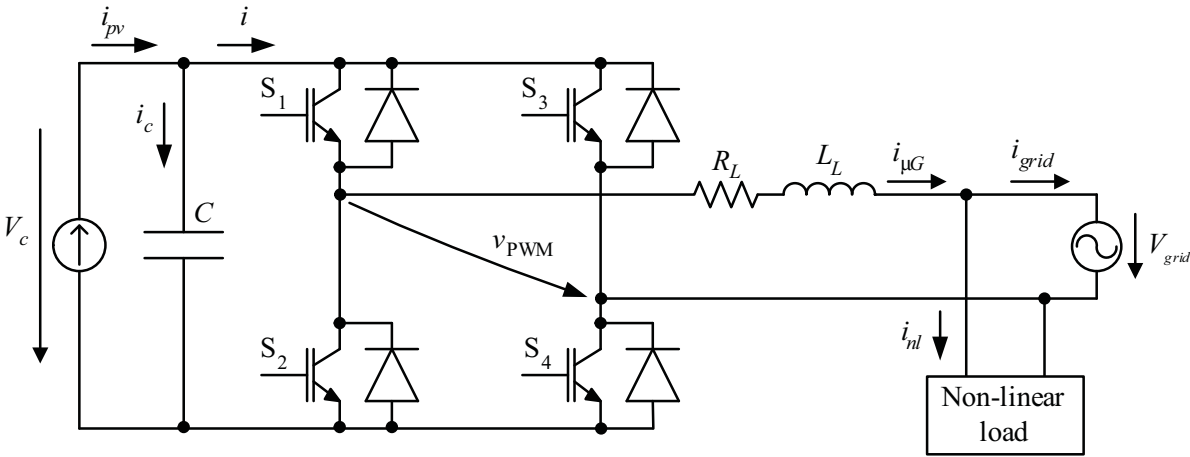 i_pv
i
S_1
S_3
i_c
R_L
L_L
i_μG
i_grid
C
V_c
v_PWM
V_grid
i_nl
S_2
S_4
Non-linear
load